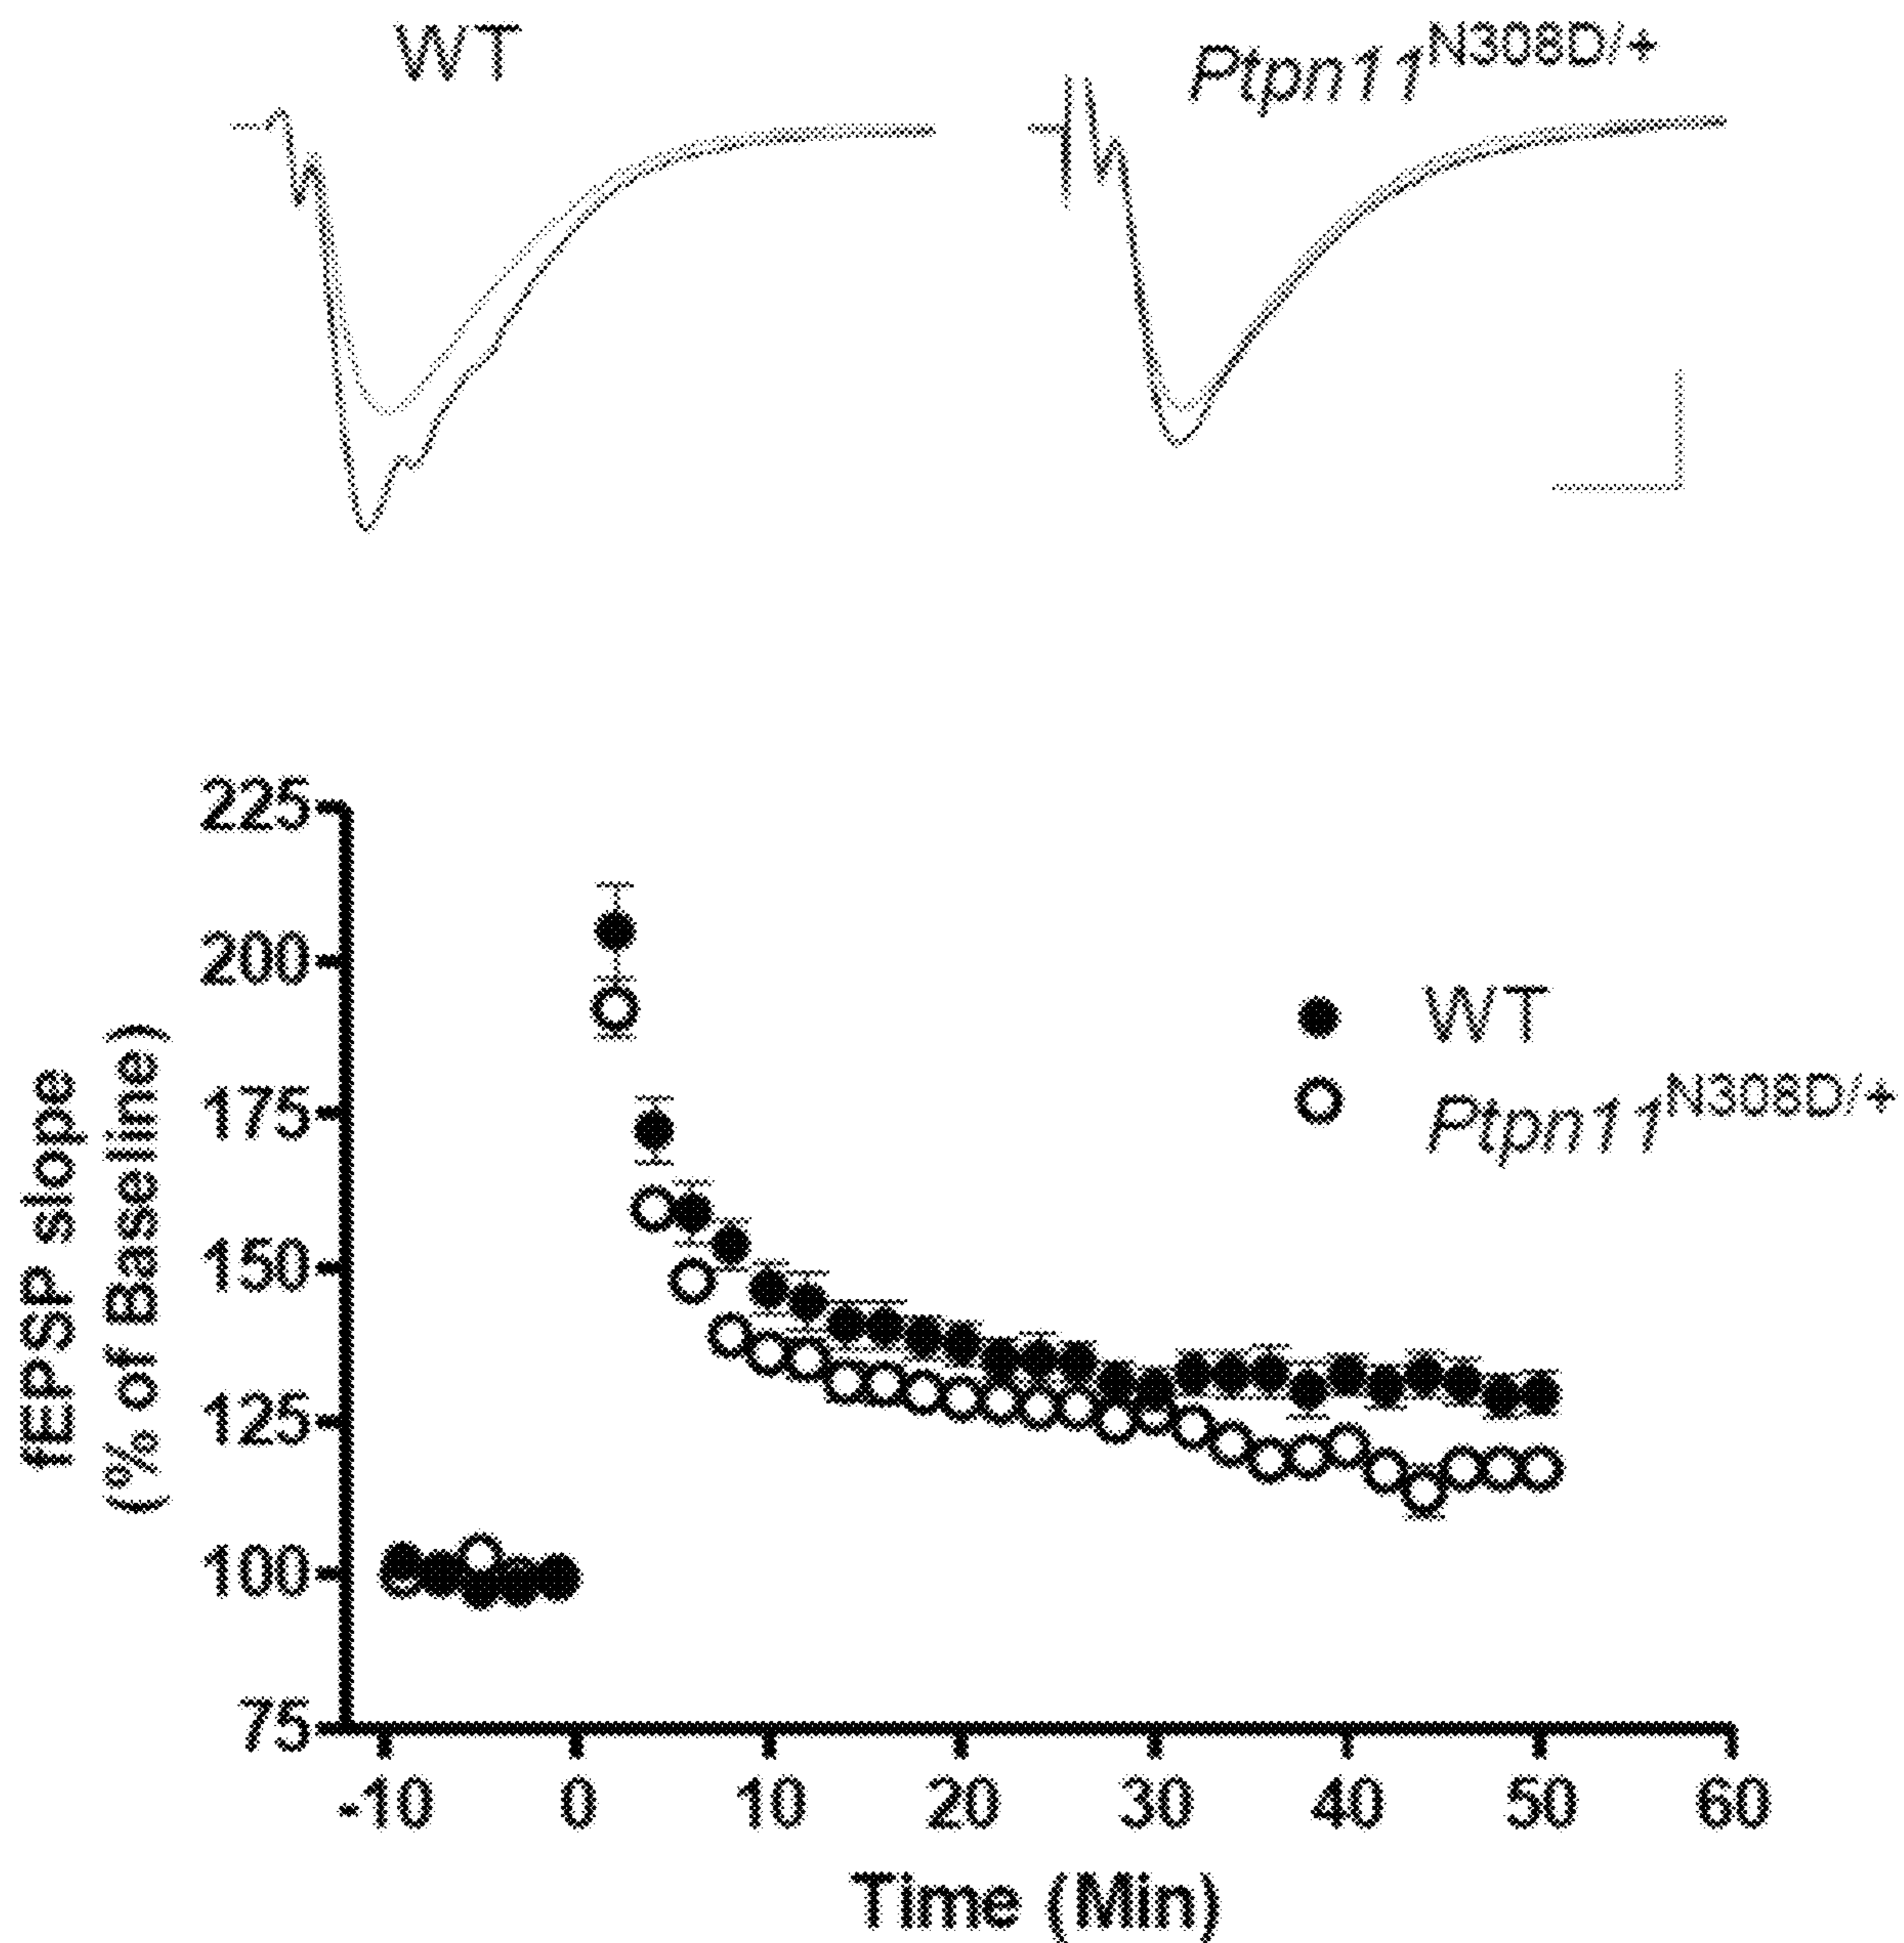 WT
Ptpn11N308D/+
225
200
175
150
125
100
75
fEPSP slope
(% of Baseline)
WT
Ptpn11N308D/+
-10 0 10 20 30 40 50 60
Time (Min)